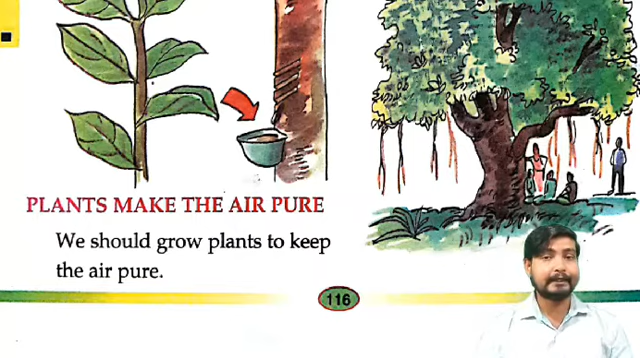 PLANTS MAKE THE AIR PURE
We should grow plants to keep
the air pure.
116